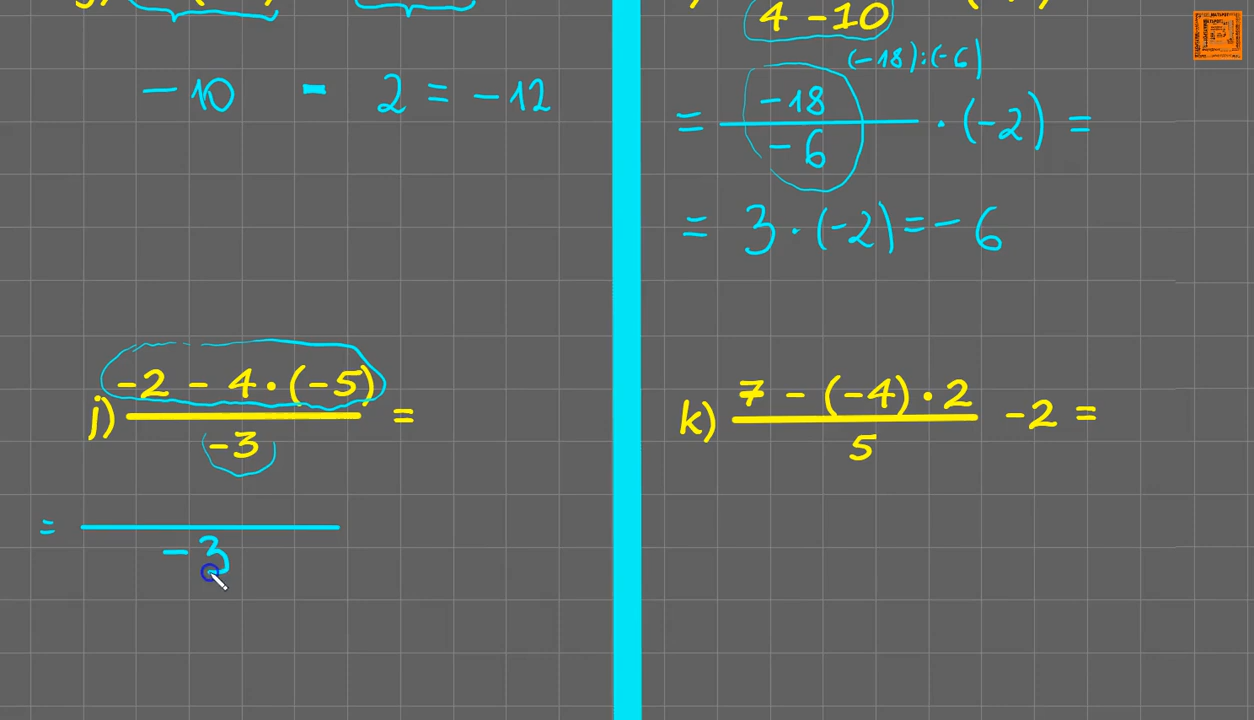 -10 - 2 = -12
4 -10
(-18):(-6)
= -18 / -6 · (-2) =
= 3 · (-2) = - 6
j) -2 - 4 · (-5) / -3 =
= / -3
k) 7 - (-4) · 2 / 5 -2 =